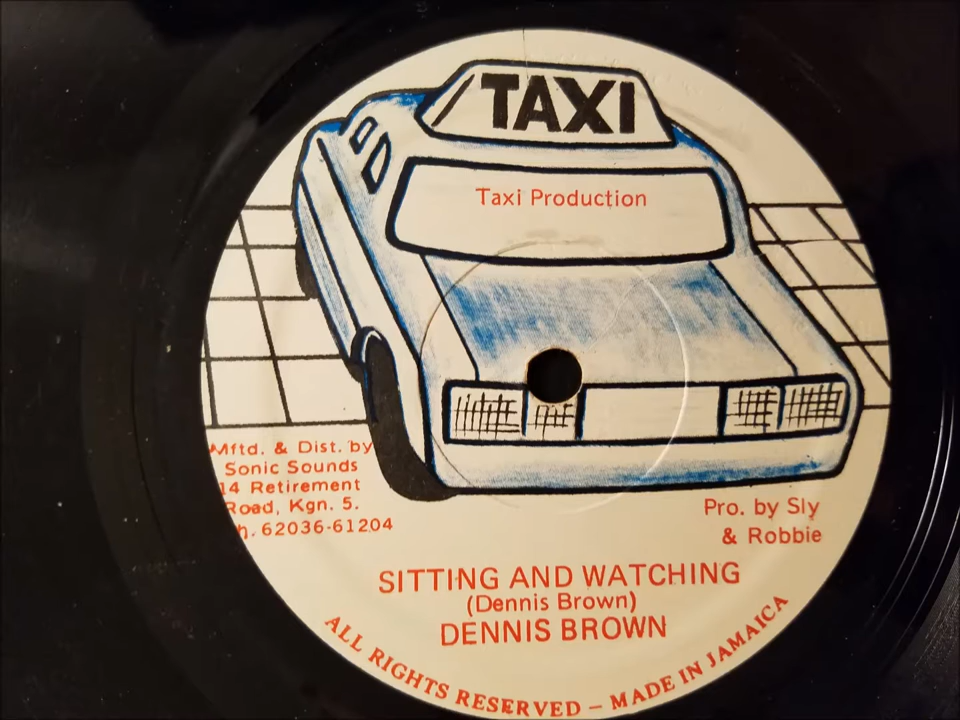 TAXI
Taxi Production
Mftd. & Dist. by
Sonic Sounds
14 Retirement
Road, Kgn. 5.
h. 62036-61204
Pro. by Sly
& Robbie
SITTING AND WATCHING
(Dennis Brown)
DENNIS BROWN
ALL RIGHTS RESERVED – MADE IN JAMAICA